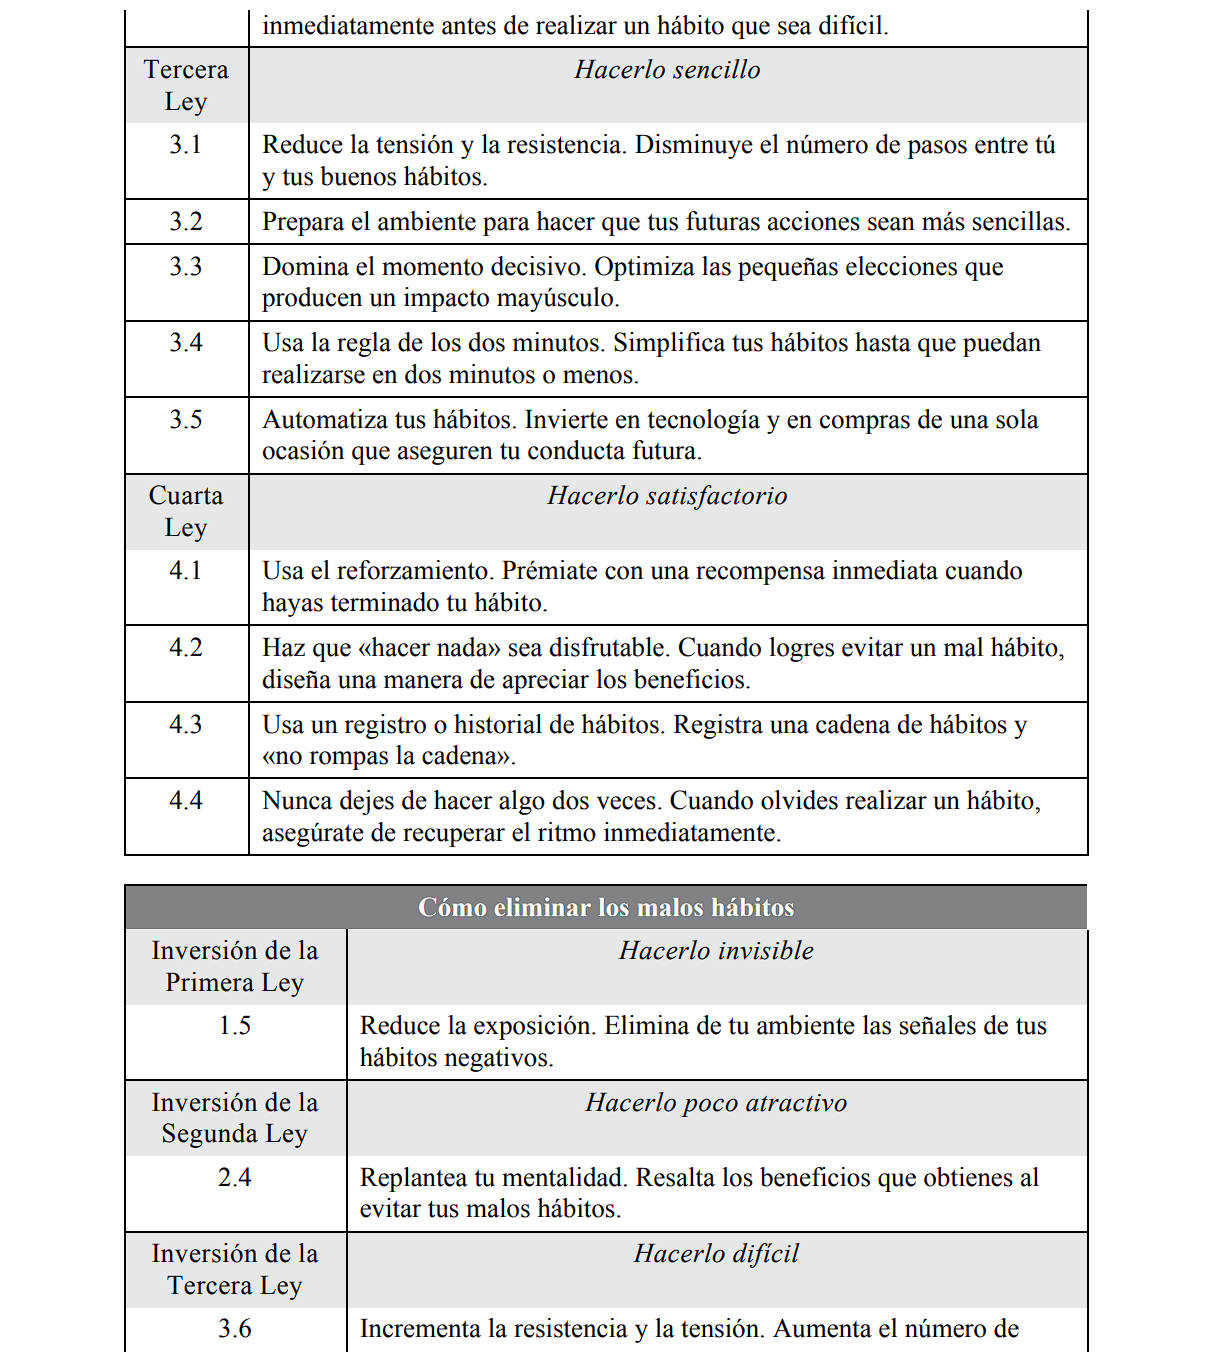 inmediatamente antes de realizar un hábito que sea difícil.
Tercera
Ley
Hacerlo sencillo
3.1
Reduce la tensión y la resistencia. Disminuye el número de pasos entre tú
y tus buenos hábitos.
3.2
Prepara el ambiente para hacer que tus futuras acciones sean más sencillas.
3.3
Domina el momento decisivo. Optimiza las pequeñas elecciones que
producen un impacto mayúsculo.
3.4
Usa la regla de los dos minutos. Simplifica tus hábitos hasta que puedan
realizarse en dos minutos o menos.
3.5
Automatiza tus hábitos. Invierte en tecnología y en compras de una sola
ocasión que aseguren tu conducta futura.
Cuarta
Ley
Hacerlo satisfactorio
4.1
Usa el reforzamiento. Prémiate con una recompensa inmediata cuando
hayas terminado tu hábito.
4.2
Haz que «hacer nada» sea disfrutable. Cuando logres evitar un mal hábito,
diseña una manera de apreciar los beneficios.
4.3
Usa un registro o historial de hábitos. Registra una cadena de hábitos y
«no rompas la cadena».
4.4
Nunca dejes de hacer algo dos veces. Cuando olvides realizar un hábito,
asegúrate de recuperar el ritmo inmediatamente.
Cómo eliminar los malos hábitos
Inversión de la
Primera Ley
Hacerlo invisible
1.5
Reduce la exposición. Elimina de tu ambiente las señales de tus
hábitos negativos.
Inversión de la
Segunda Ley
Hacerlo poco atractivo
2.4
Replantea tu mentalidad. Resalta los beneficios que obtienes al
evitar tus malos hábitos.
Inversión de la
Tercera Ley
Hacerlo difícil
3.6
Incrementa la resistencia y la tensión. Aumenta el número de